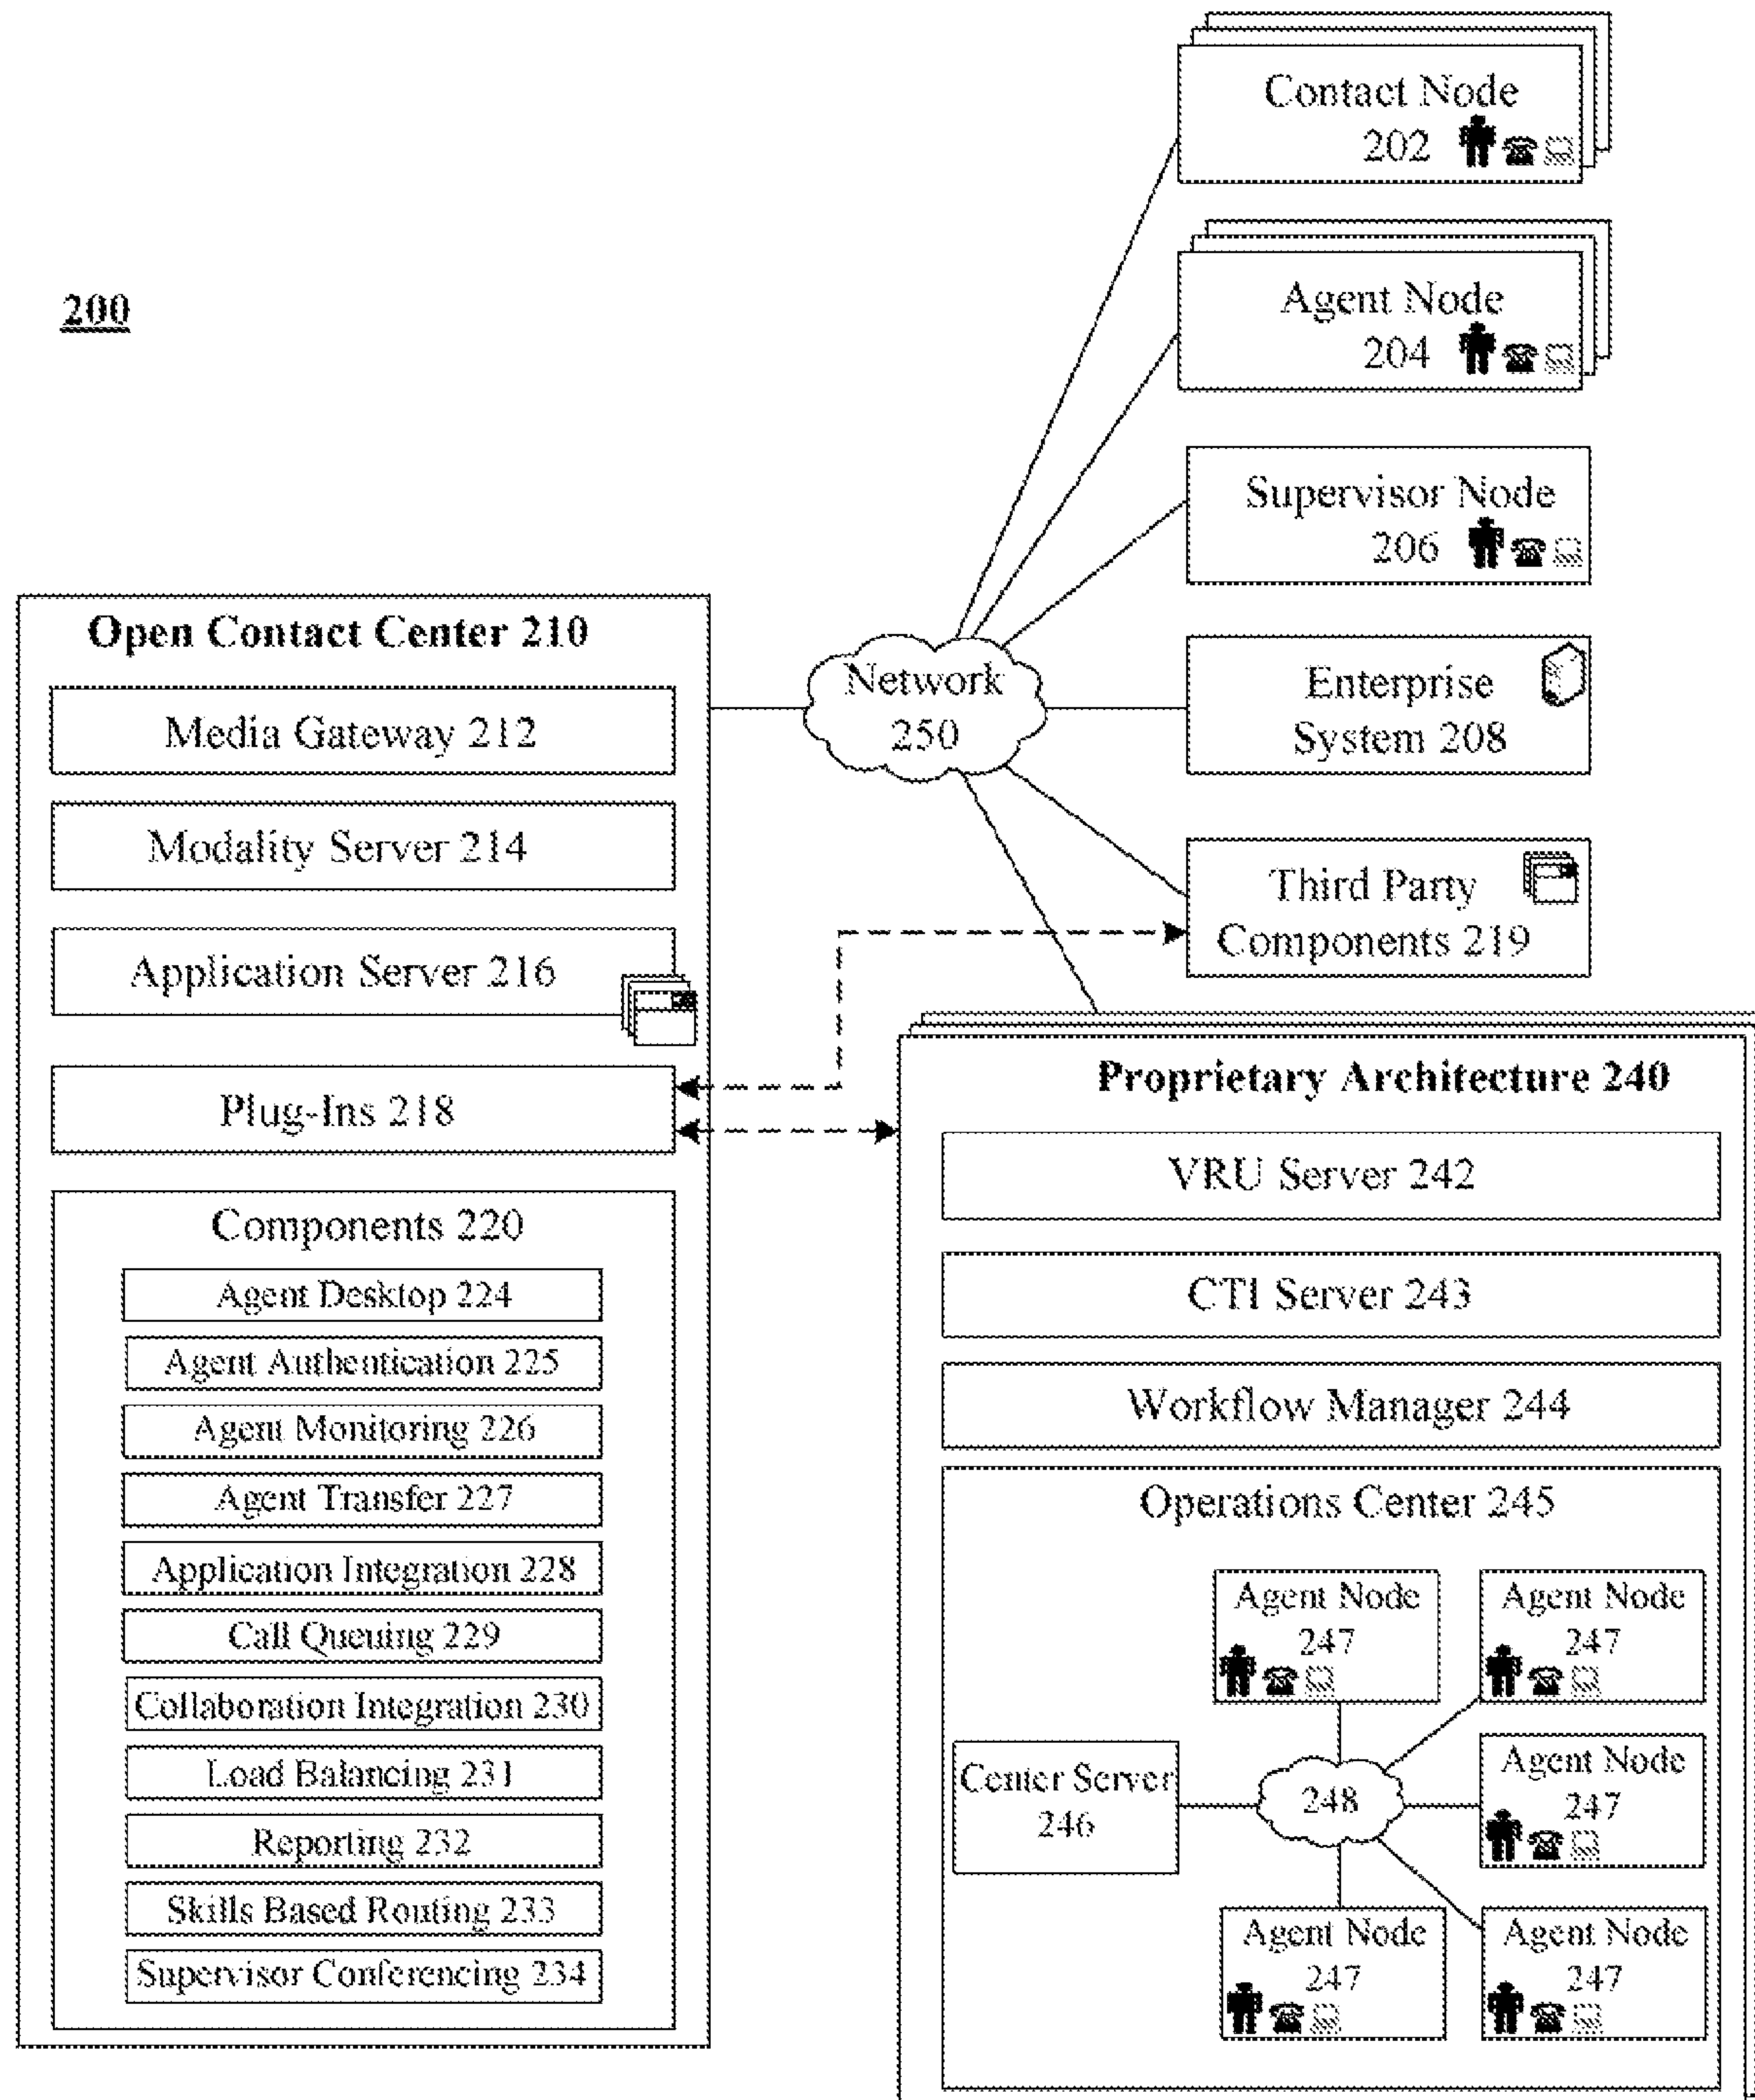 200
Contact Node
202
Agent Node
204
Supervisor Node
206
Enterprise
System 208
Third Party
Components 219
Network
250
Open Contact Center 210
Media Gateway 212
Modality Server 214
Application Server 216
Plug-Ins 218
Components 220
Agent Desktop 224
Agent Authentication 225
Agent Monitoring 226
Agent Transfer 227
Application Integration 228
Call Queuing 229
Collaboration Integration 230
Load Balancing 231
Reporting 232
Skills Based Routing 233
Supervisor Conferencing 234
Proprietary Architecture 240
VRU Server 242
CTI Server 243
Workflow Manager 244
Operations Center 245
Agent Node
247
Agent Node
247
Center Server
246
248
Agent Node
247
Agent Node
247
Agent Node
247